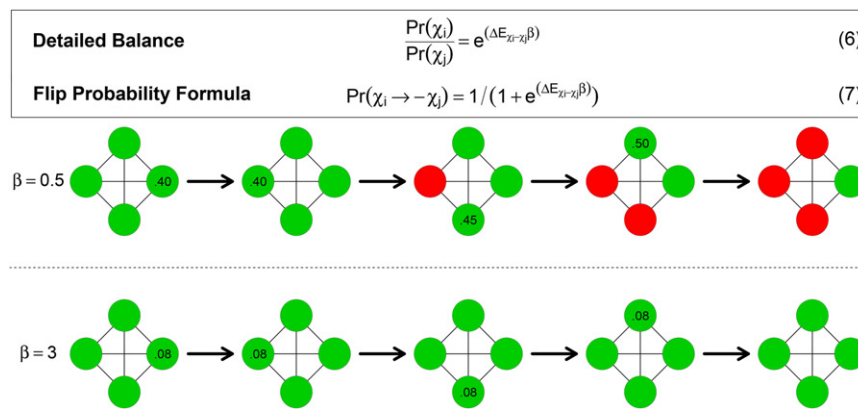 Detailed Balance Pr(χi)/Pr(χj) = e^(ΔEχi−χjβ) (6)
Flip Probability Formula Pr(χi → −χj) = 1/(1 + e^(ΔEχi−χjβ)) (7)
.50
β = 0.5 .40 .40
.45
.08
β = 3 .08 .08
.08